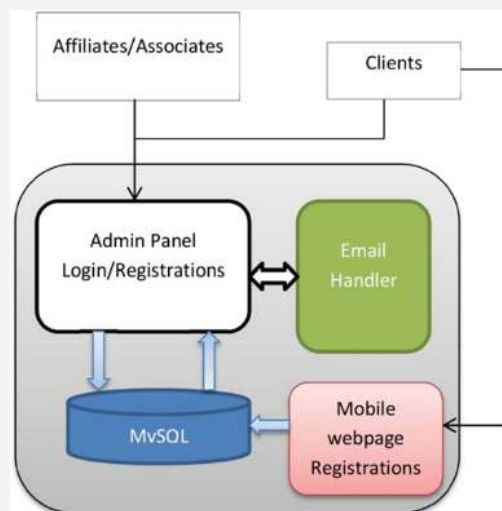 Affiliates/Associates
Clients
Admin Panel
Login/Registrations
Email
Handler
MvSQL
Mobile
webpage
Registrations